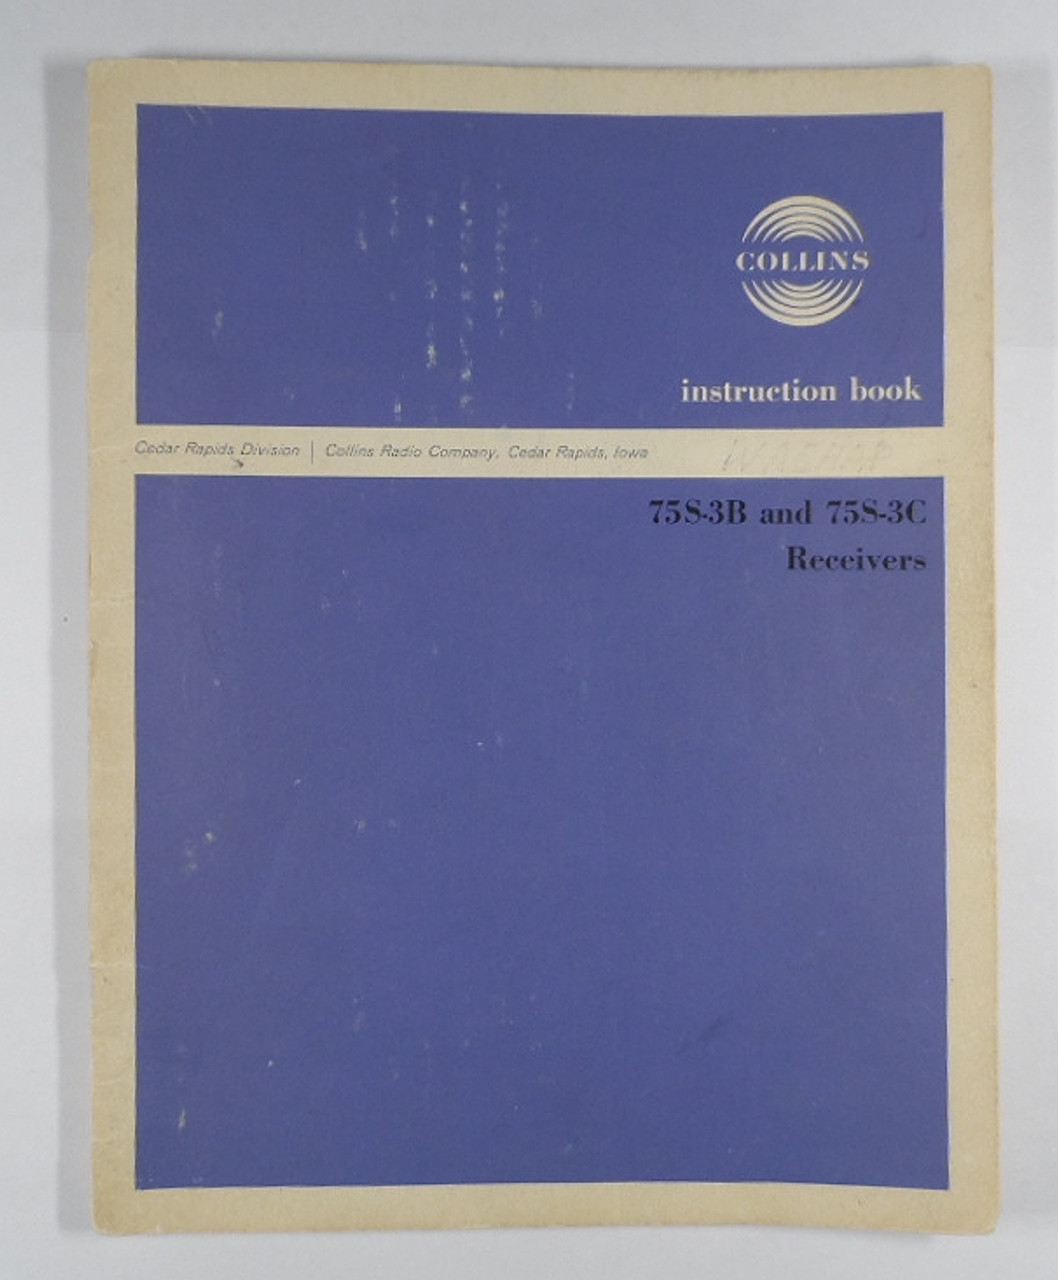 COLLINS
instruction book
Cedar Rapids Division | Collins Radio Company, Cedar Rapids, Iowa
75S-3B and 75S-3C
Receivers